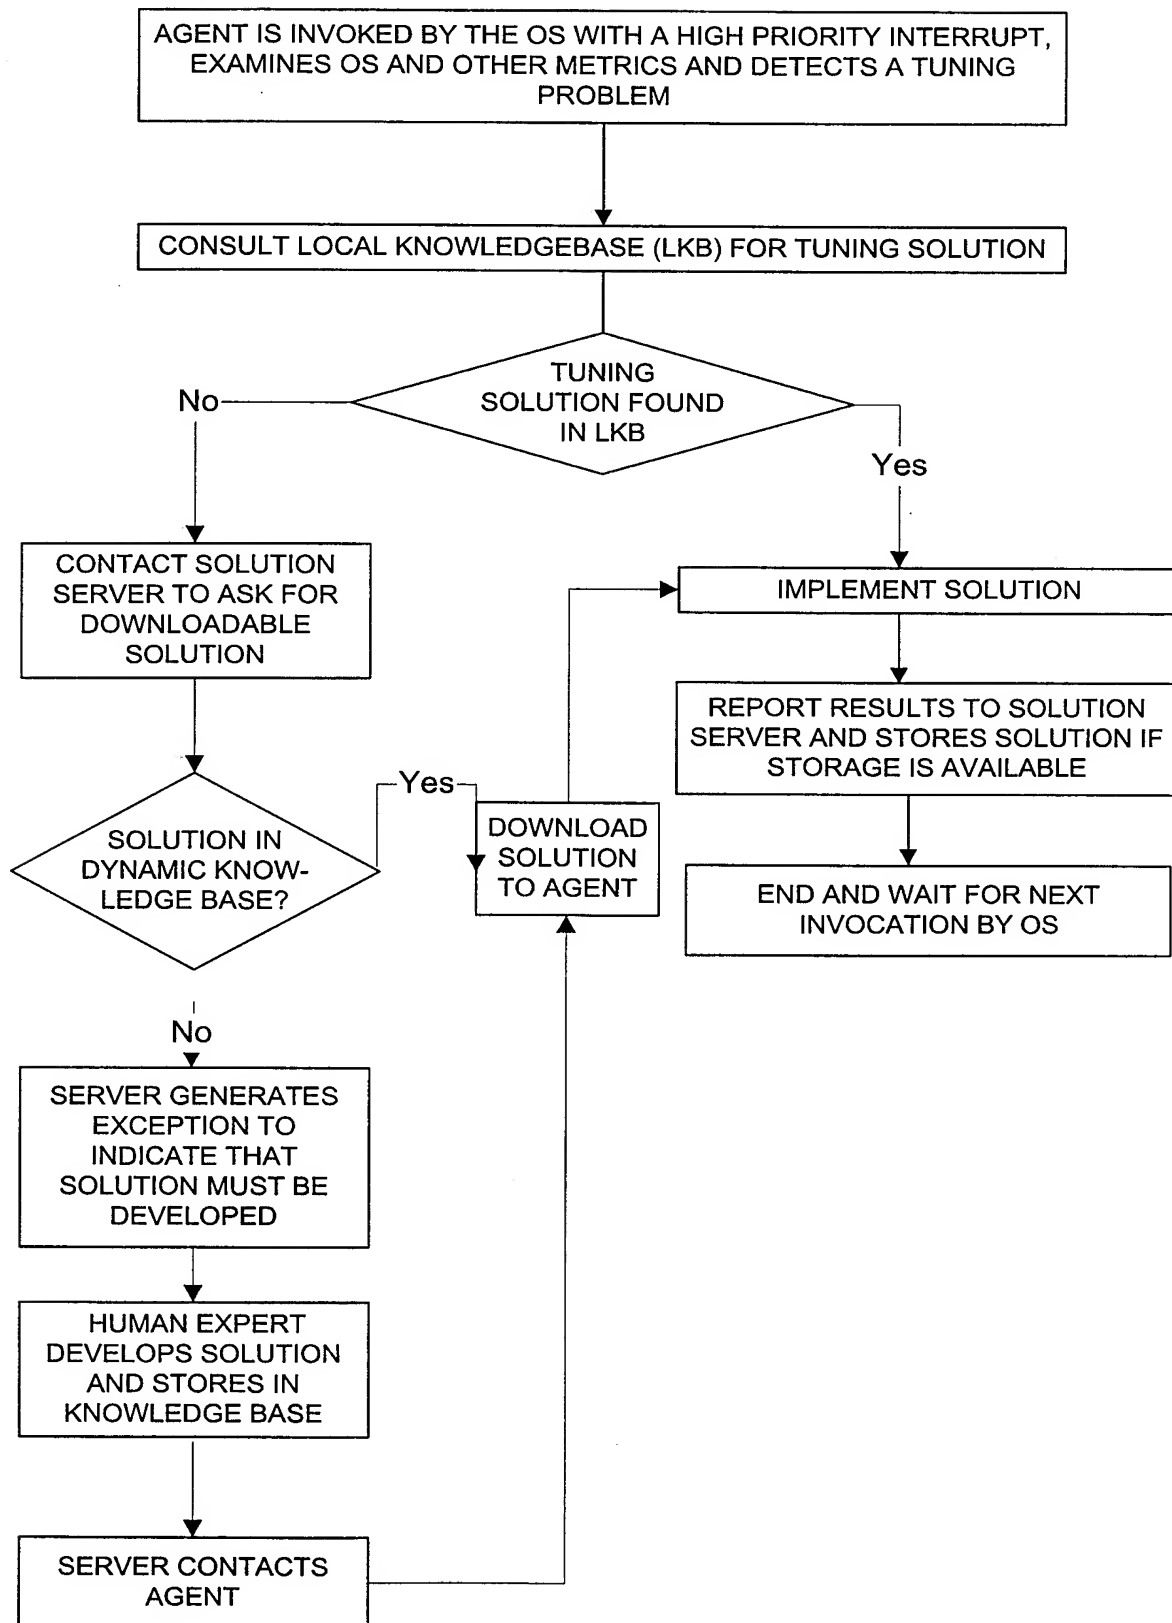 AGENT IS INVOKED BY THE OS WITH A HIGH PRIORITY INTERRUPT,
EXAMINES OS AND OTHER METRICS AND DETECTS A TUNING
PROBLEM
CONSULT LOCAL KNOWLEDGEBASE (LKB) FOR TUNING SOLUTION
TUNING
SOLUTION FOUND
IN LKB
No
Yes
CONTACT SOLUTION
SERVER TO ASK FOR
DOWNLOADABLE
SOLUTION
IMPLEMENT SOLUTION
REPORT RESULTS TO SOLUTION
SERVER AND STORES SOLUTION IF
STORAGE IS AVAILABLE
Yes
SOLUTION IN
DYNAMIC KNOW-
LEDGE BASE?
DOWNLOAD
SOLUTION
TO AGENT
END AND WAIT FOR NEXT
INVOCATION BY OS
No
SERVER GENERATES
EXCEPTION TO
INDICATE THAT
SOLUTION MUST BE
DEVELOPED
HUMAN EXPERT
DEVELOPS SOLUTION
AND STORES IN
KNOWLEDGE BASE
SERVER CONTACTS
AGENT